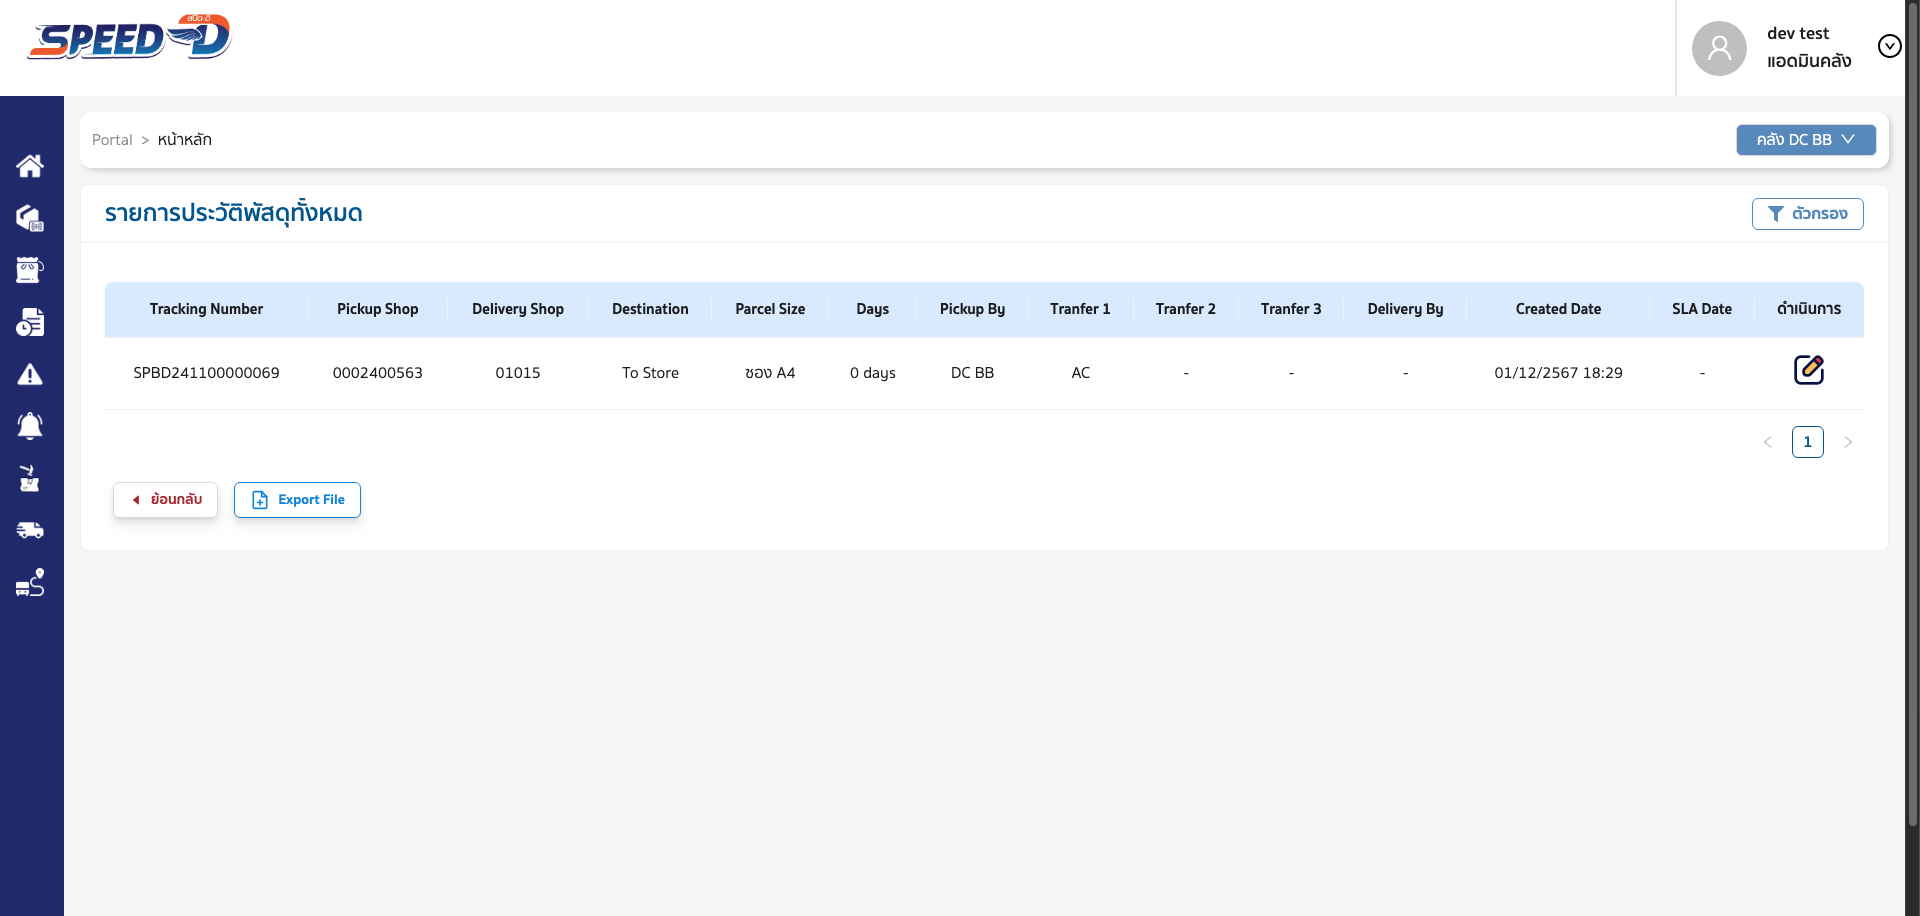 SPEED-D
สปีด-ดี
dev test
แอดมินคลัง
Portal > หน้าหลัก
คลัง DC BB
รายการประวัติพัสดุทั้งหมด
ตัวกรอง
Tracking Number Pickup Shop Delivery Shop Destination Parcel Size Days Pickup By Tranfer 1 Tranfer 2 Tranfer 3 Delivery By Created Date SLA Date ดำเนินการ
SPBD241100000069 0002400563 01015 To Store ซอง A4 0 days DC BB AC - - - 01/12/2567 18:29 -
< 1 >
ย้อนกลับ Export File